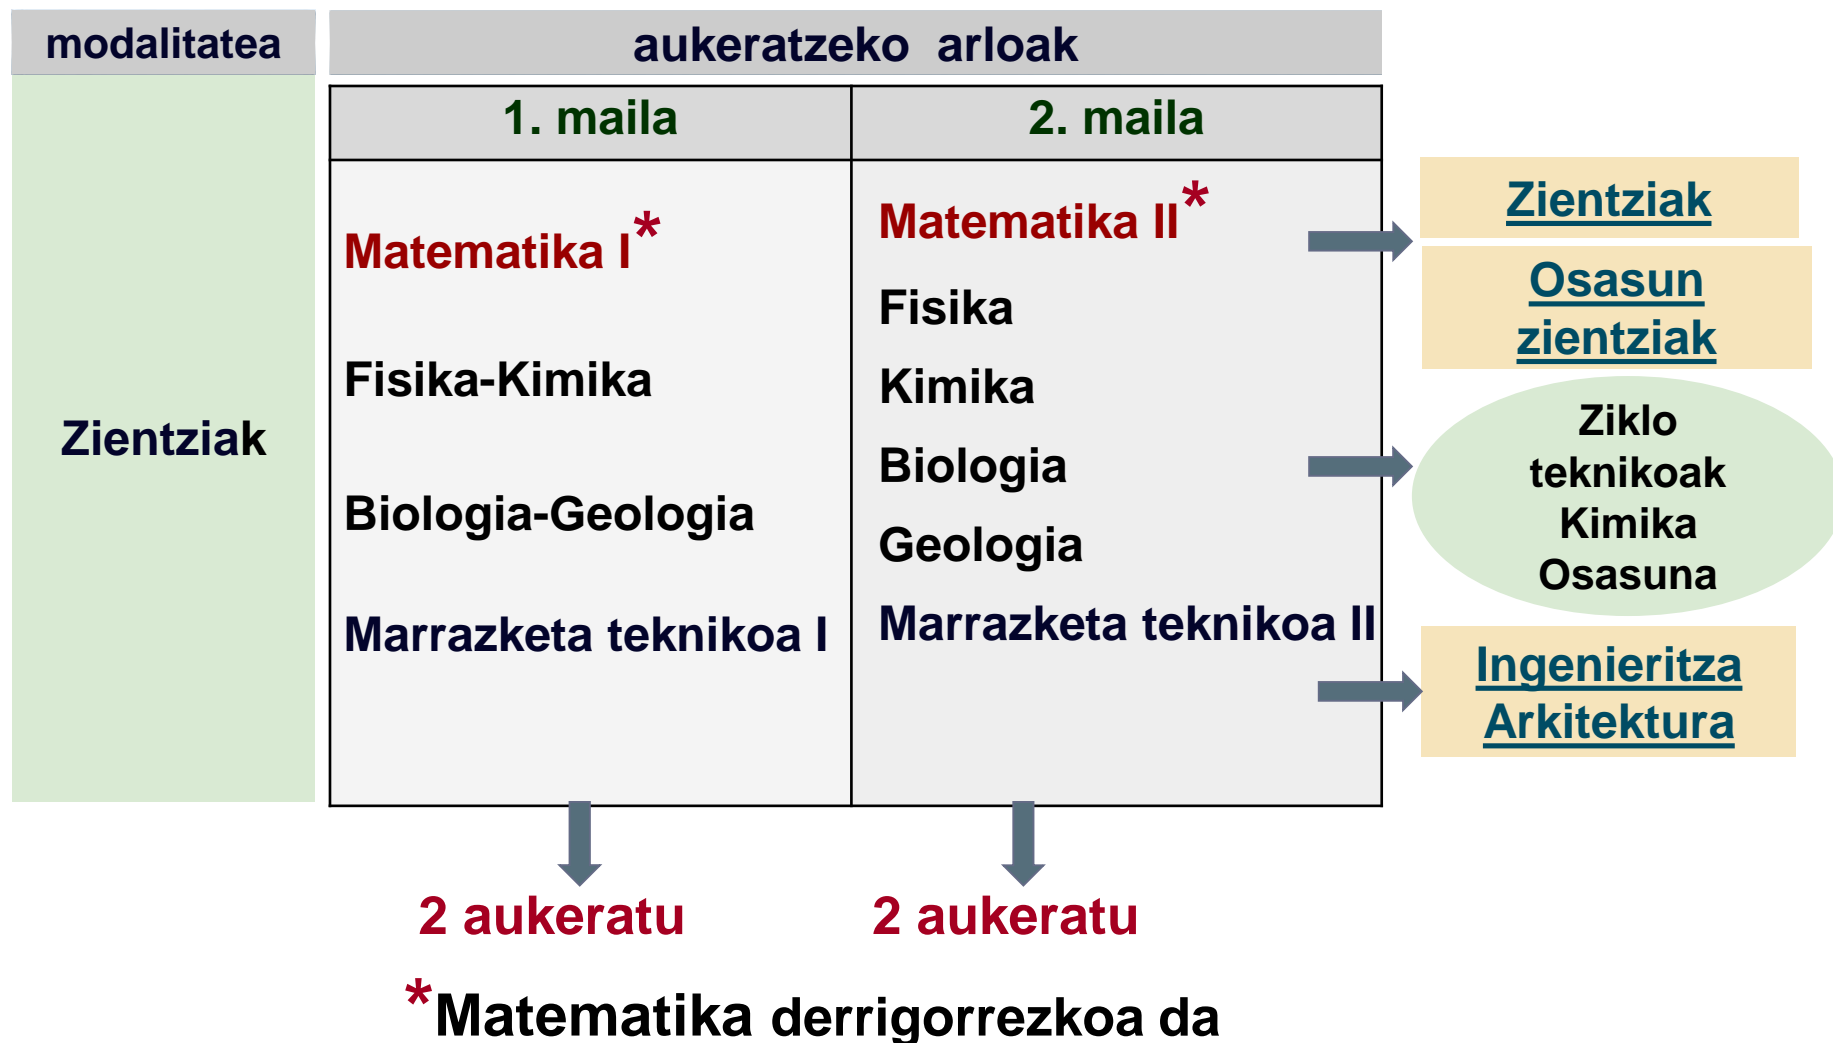 modalitatea
aukeratzeko arloak
1. maila
2. maila
Zientziak
Matematika I*
Fisika-Kimika
Biologia-Geologia
Marrazketa teknikoa I
Matematika II*
Fisika
Kimika
Biologia
Geologia
Marrazketa teknikoa II
Zientziak
Osasun
zientziak
Ziklo
teknikoak
Kimika
Osasuna
Ingenieritza
Arkitektura
2 aukeratu
2 aukeratu
*Matematika derrigorrezkoa da